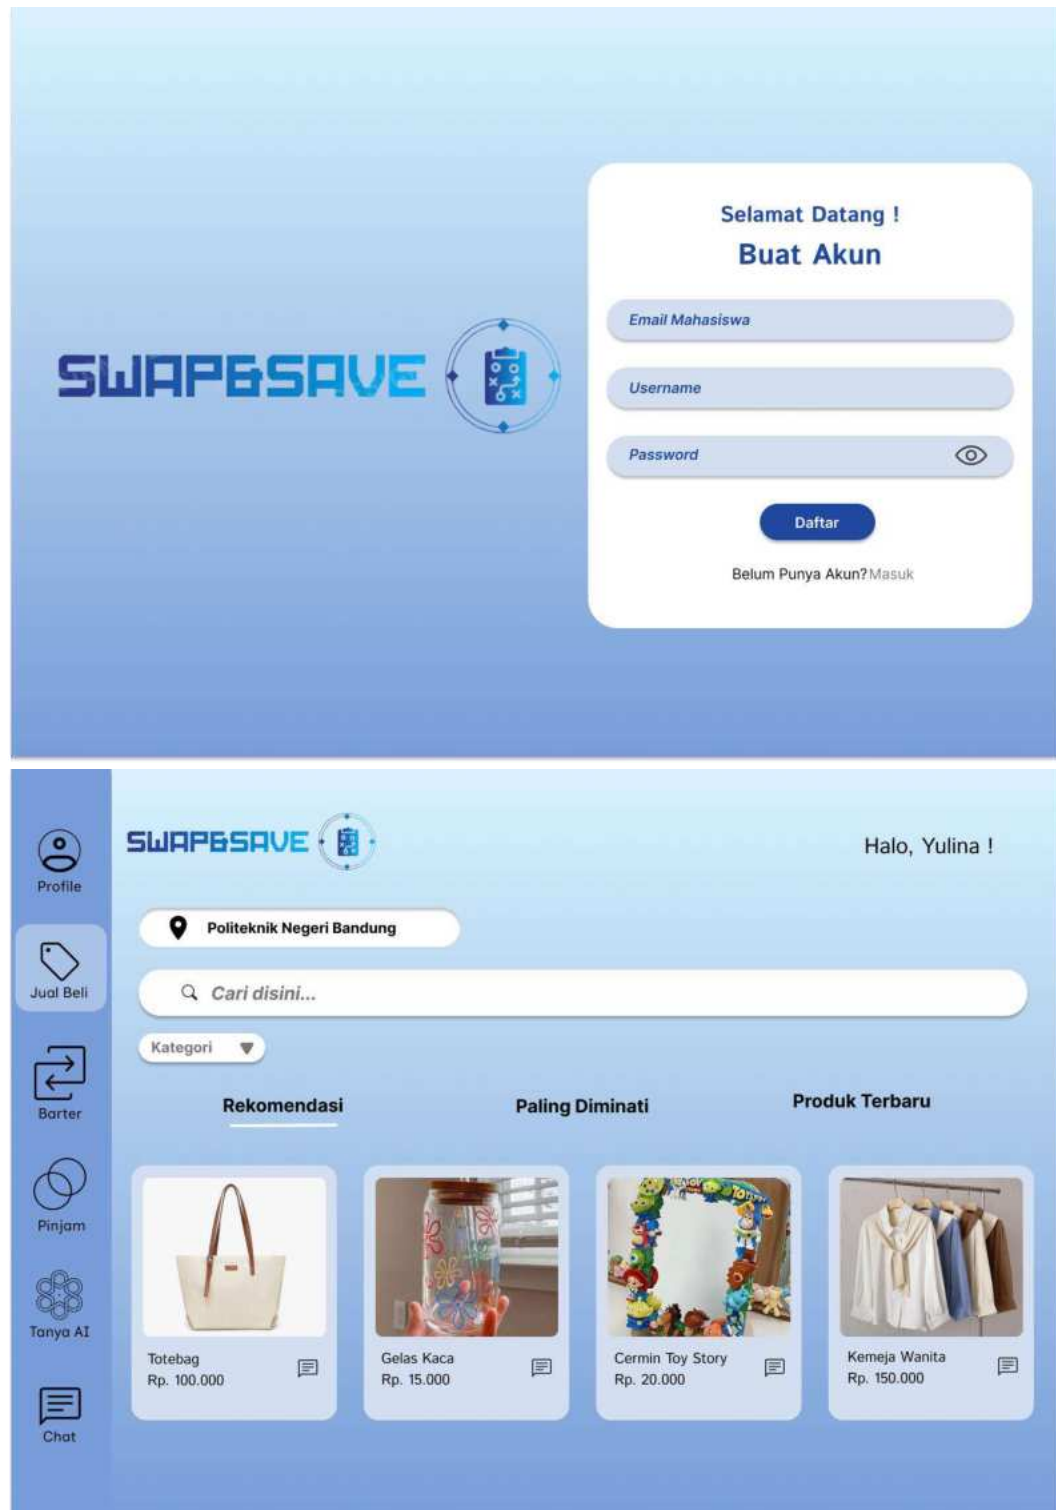 Selamat Datang !
Buat Akun
SWAP&SAVE
Email Mahasiswa
Username
Password
Daftar
Belum Punya Akun? Masuk
SWAP&SAVE
Halo, Yulina !
Profile
Jual Beli
Barter
Pinjam
Tanya AI
Chat
Politeknik Negeri Bandung
Cari disini...
Kategori
Rekomendasi
Paling Diminati
Produk Terbaru
Totebag
Rp. 100.000
Gelas Kaca
Rp. 15.000
Cermin Toy Story
Rp. 20.000
Kemeja Wanita
Rp. 150.000